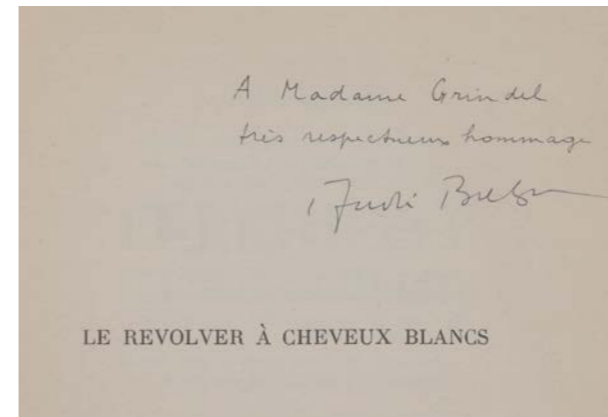 A Madame Grindel
très respectueux hommage
André Breton
LE REVOLVER À CHEVEUX BLANCS